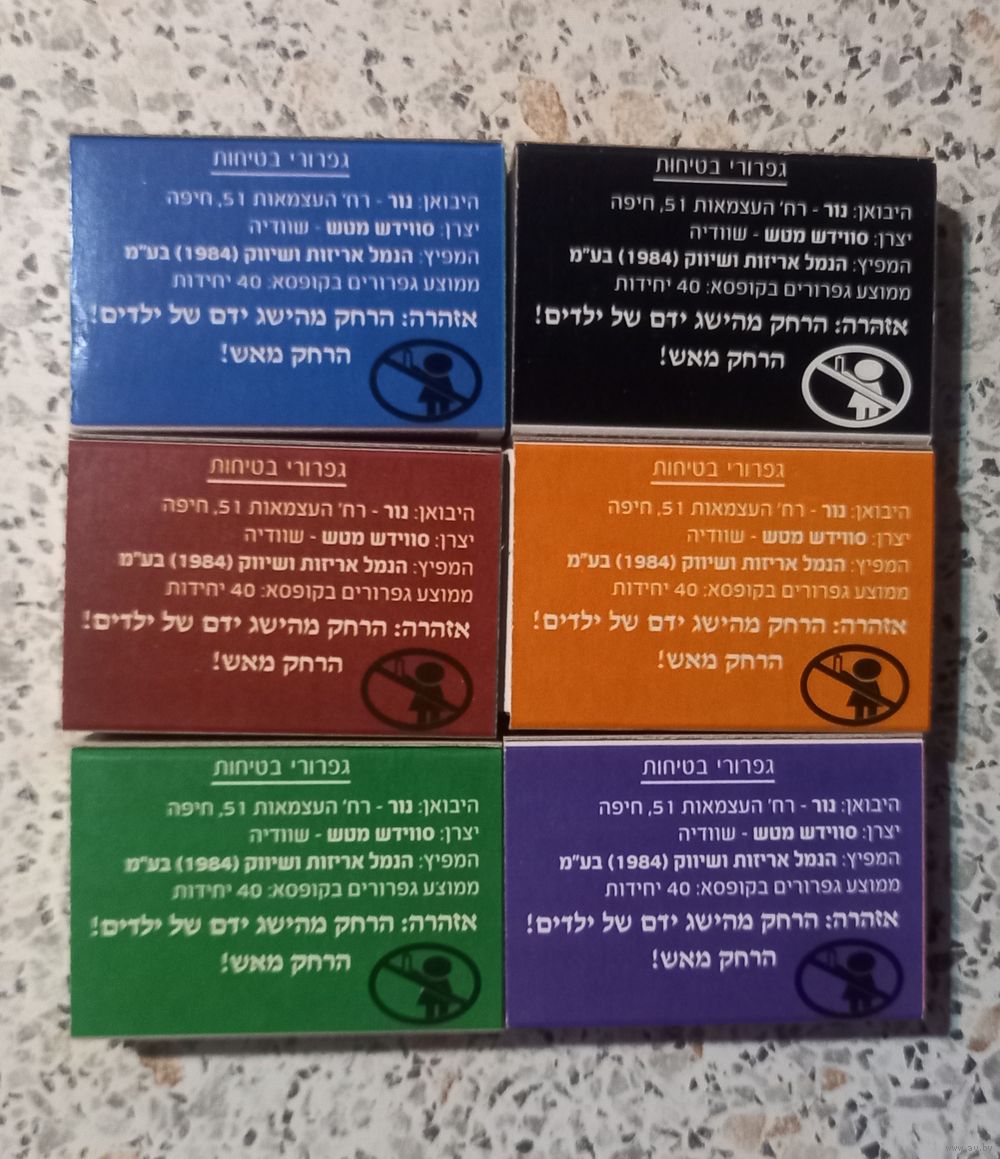 גפרורי בטיחות
היבואן: נור - רח׳ העצמאות 51, חיפה
יצרן: סווידש מטש - שוודיה
המפיץ: הנמל אריזות ושיווק (1984) בע״מ
ממוצע גפרורים בקופסא: 40 יחידות
אזהרה: הרחק מהישג ידם של ילדים!
הרחק מאש!
גפרורי בטיחות
היבואן: נור - רח׳ העצמאות 51, חיפה
יצרן: סווידש מטש - שוודיה
המפיץ: הנמל אריזות ושיווק (1984) בע״מ
ממוצע גפרורים בקופסא: 40 יחידות
אזהרה: הרחק מהישג ידם של ילדים!
הרחק מאש!
גפרורי בטיחות
היבואן: נור - רח׳ העצמאות 51, חיפה
יצרן: סווידש מטש - שוודיה
המפיץ: הנמל אריזות ושיווק (1984) בע״מ
ממוצע גפרורים בקופסא: 40 יחידות
אזהרה: הרחק מהישג ידם של ילדים!
הרחק מאש!
גפרורי בטיחות
היבואן: נור - רח׳ העצמאות 51, חיפה
יצרן: סווידש מטש - שוודיה
המפיץ: הנמל אריזות ושיווק (1984) בע״מ
ממוצע גפרורים בקופסא: 40 יחידות
אזהרה: הרחק מהישג ידם של ילדים!
הרחק מאש!
גפרורי בטיחות
היבואן: נור - רח׳ העצמאות 51, חיפה
יצרן: סווידש מטש - שוודיה
המפיץ: הנמל אריזות ושיווק (1984) בע״מ
ממוצע גפרורים בקופסא: 40 יחידות
אזהרה: הרחק מהישג ידם של ילדים!
הרחק מאש!
גפרורי בטיחות
היבואן: נור - רח׳ העצמאות 51, חיפה
יצרן: סווידש מטש - שוודיה
המפיץ: הנמל אריזות ושיווק (1984) בע״מ
ממוצע גפרורים בקופסא: 40 יחידות
אזהרה: הרחק מהישג ידם של ילדים!
הרחק מאש!
www.av.by